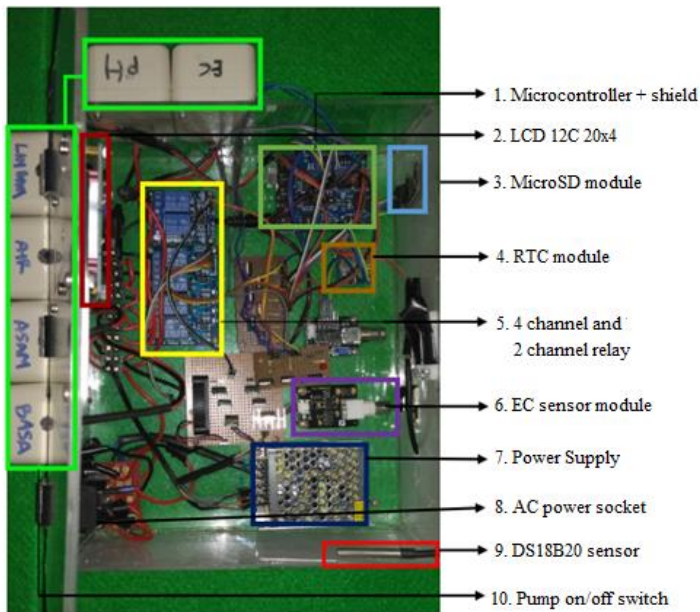 PH
EC
LIMBAH
AIR
ASAM
BASA
1. Microcontroller + shield
2. LCD 12C 20x4
3. MicroSD module
4. RTC module
5. 4 channel and
2 channel relay
6. EC sensor module
7. Power Supply
8. AC power socket
9. DS18B20 sensor
10. Pump on/off switch